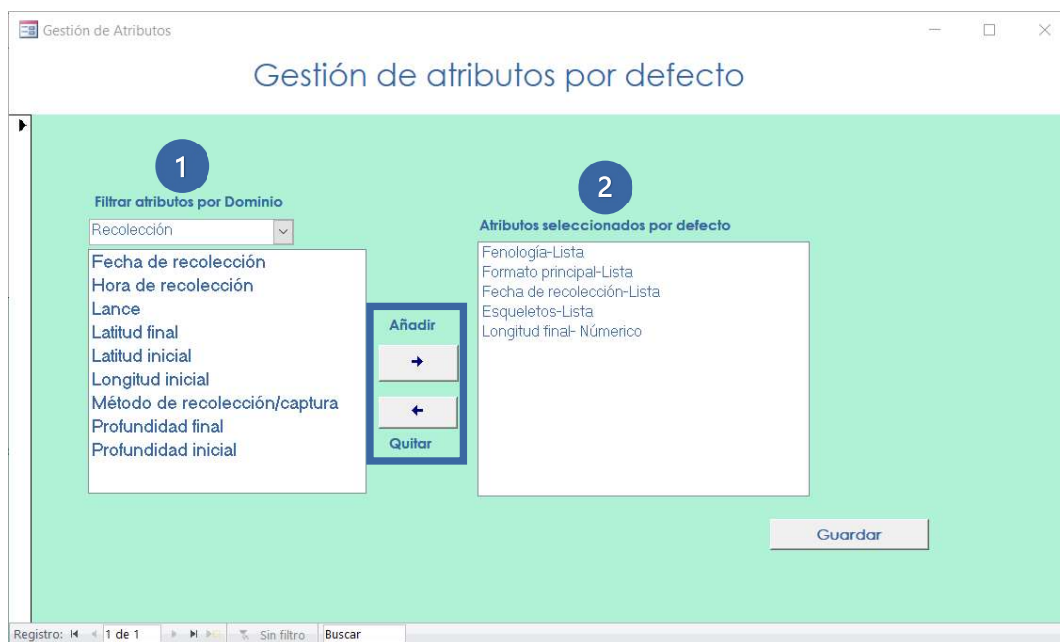 Gestión de Atributos
Gestión de atributos por defecto
1
Filtrar atributos por Dominio
Recolección
Fecha de recolección
Hora de recolección
Lance
Latitud final
Latitud inicial
Longitud inicial
Método de recolección/captura
Profundidad final
Profundidad inicial
Añadir
Quitar
2
Atributos seleccionados por defecto
Fenología-Lista
Formato principal-Lista
Fecha de recolección-Lista
Esqueletos-Lista
Longitud final- Númerico
Guardar
Registro: 1 de 1 Sin filtro Buscar